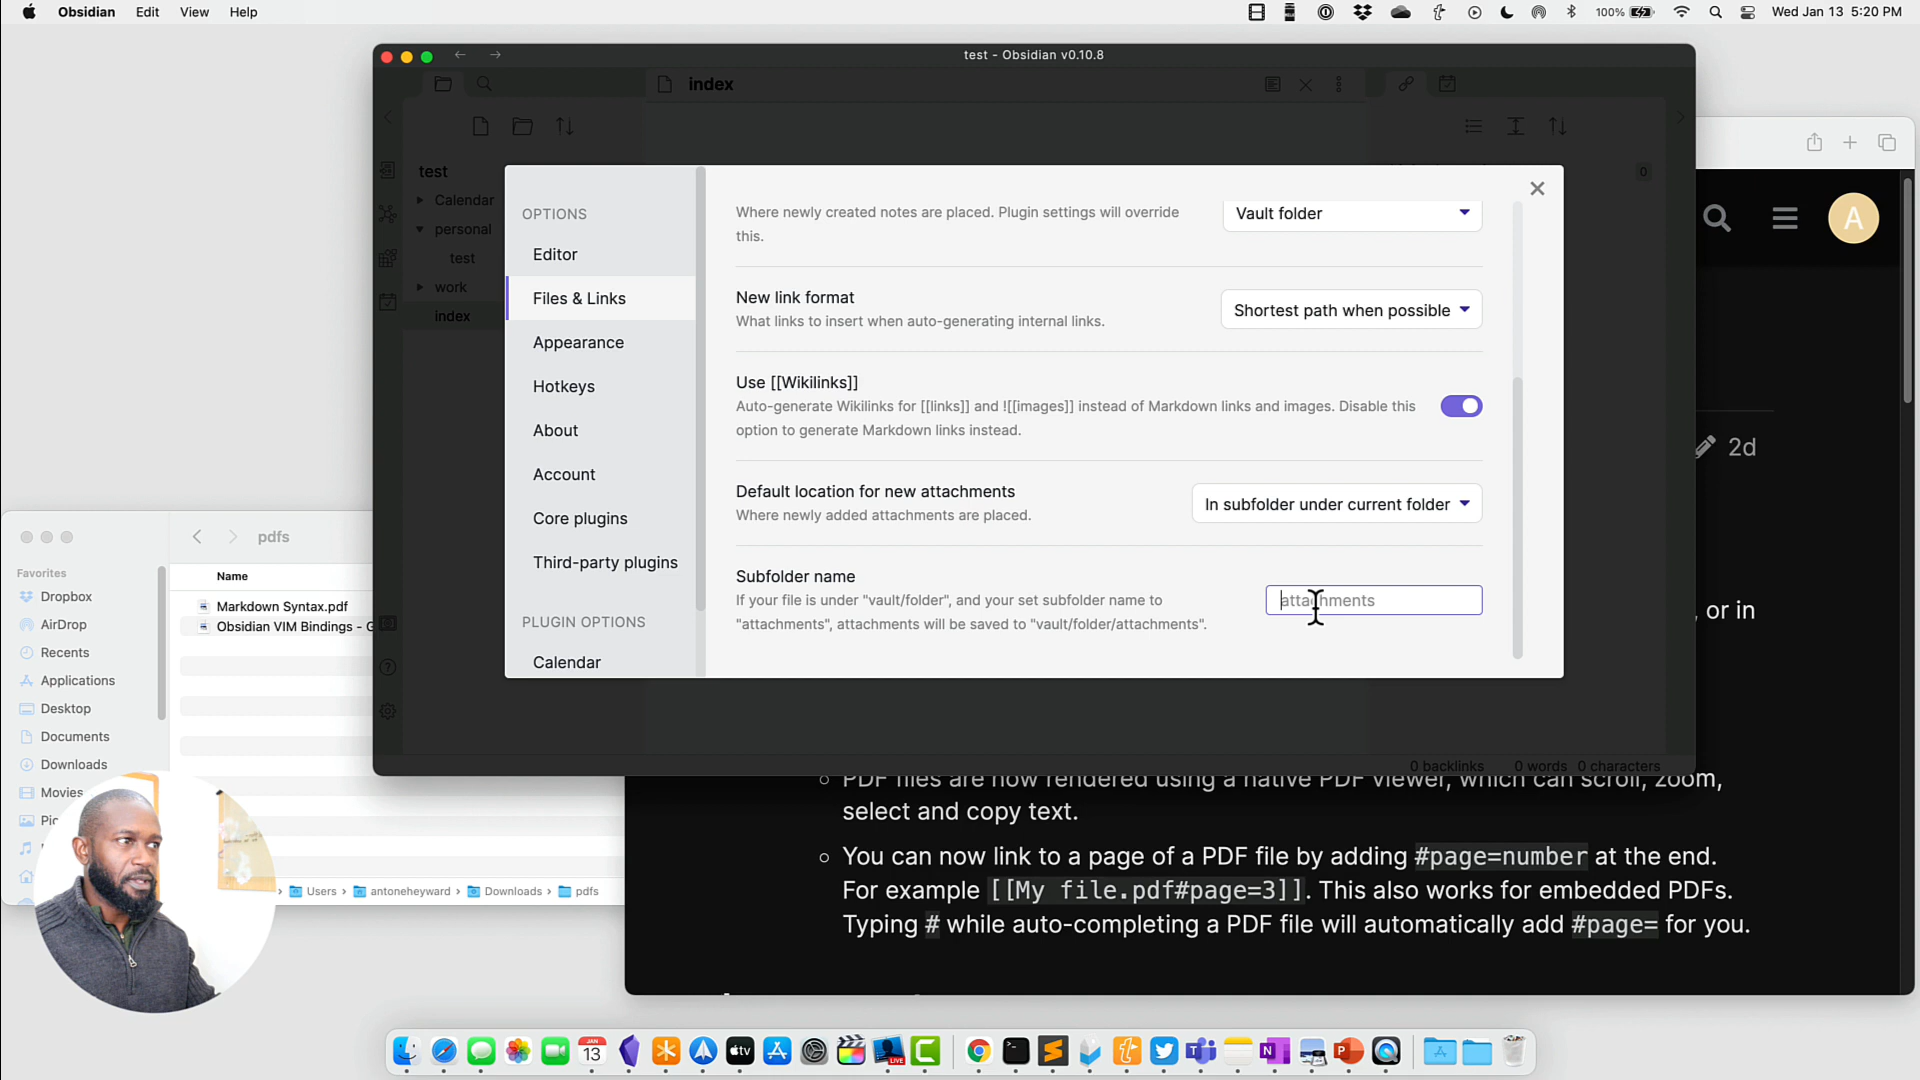 Obsidian Edit View Help
100% Wed Jan 13 5:20 PM
test - Obsidian v0.10.8
index
test
Calendar
personal
test
work
index
0
OPTIONS
Editor
Files & Links
Appearance
Hotkeys
About
Account
Core plugins
Third-party plugins
PLUGIN OPTIONS
Calendar
Where newly created notes are placed. Plugin settings will override
this.
Vault folder
New link format
What links to insert when auto-generating internal links.
Shortest path when possible
Use [[Wikilinks]]
Auto-generate Wikilinks for [[links]] and ![[images]] instead of Markdown links and images. Disable this
option to generate Markdown links instead.
Default location for new attachments
Where newly added attachments are placed.
In subfolder under current folder
Subfolder name
If your file is under "vault/folder", and your set subfolder name to
"attachments", attachments will be saved to "vault/folder/attachments".
attachments
0 backlinks 0 words 0 characters
A
2d
, or in
PDF files are now rendered using a native PDF viewer, which can scroll, zoom,
select and copy text.
You can now link to a page of a PDF file by adding #page=number at the end.
For example [[My file.pdf#page=3]]. This also works for embedded PDFs.
Typing # while auto-completing a PDF file will automatically add #page= for you.
pdfs
Favorites
Dropbox
AirDrop
Recents
Applications
Desktop
Documents
Downloads
Movies
Name
Markdown Syntax.pdf
Obsidian VIM Bindings -
Users antoneheyward Downloads pdfs
JAN
13
tv
LIVE